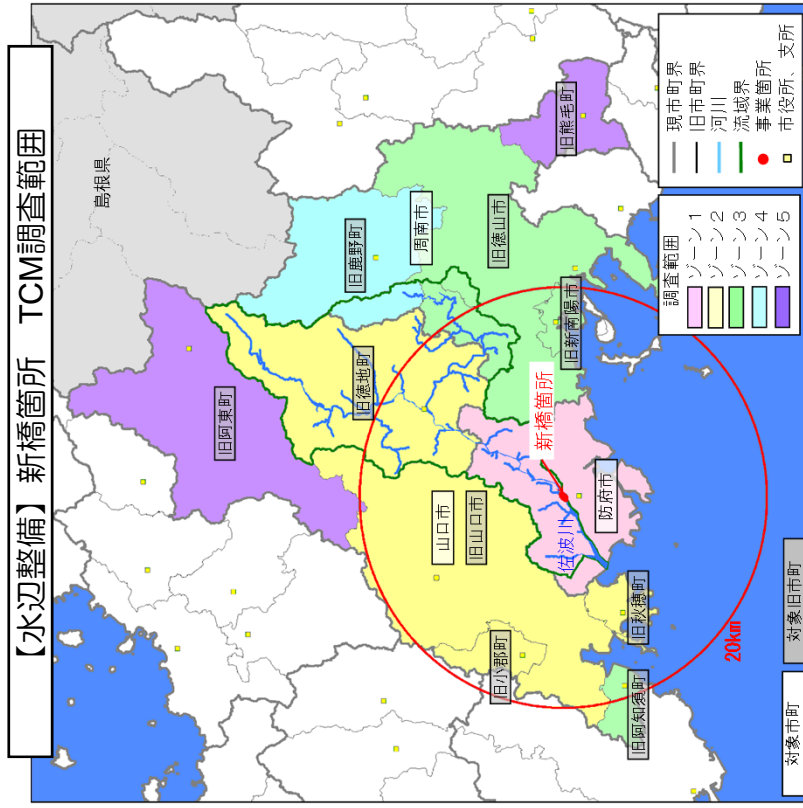 【水辺整備】新橋箇所　TCM調査範囲
島根県
旧阿東町
旧鹿野町
周南市
旧徳山市
旧熊毛町
旧徳地町
旧新南陽市
新橋箇所
山口市
旧山口市
佐波川
防府市
旧小郡町
旧秋穂町
旧阿知須町
20km
調査範囲
ゾーン1
ゾーン2
ゾーン3
ゾーン4
ゾーン5
現市町界
旧市町界
河川
流域界
事業箇所
市役所、支所
対象市町
対象旧市町